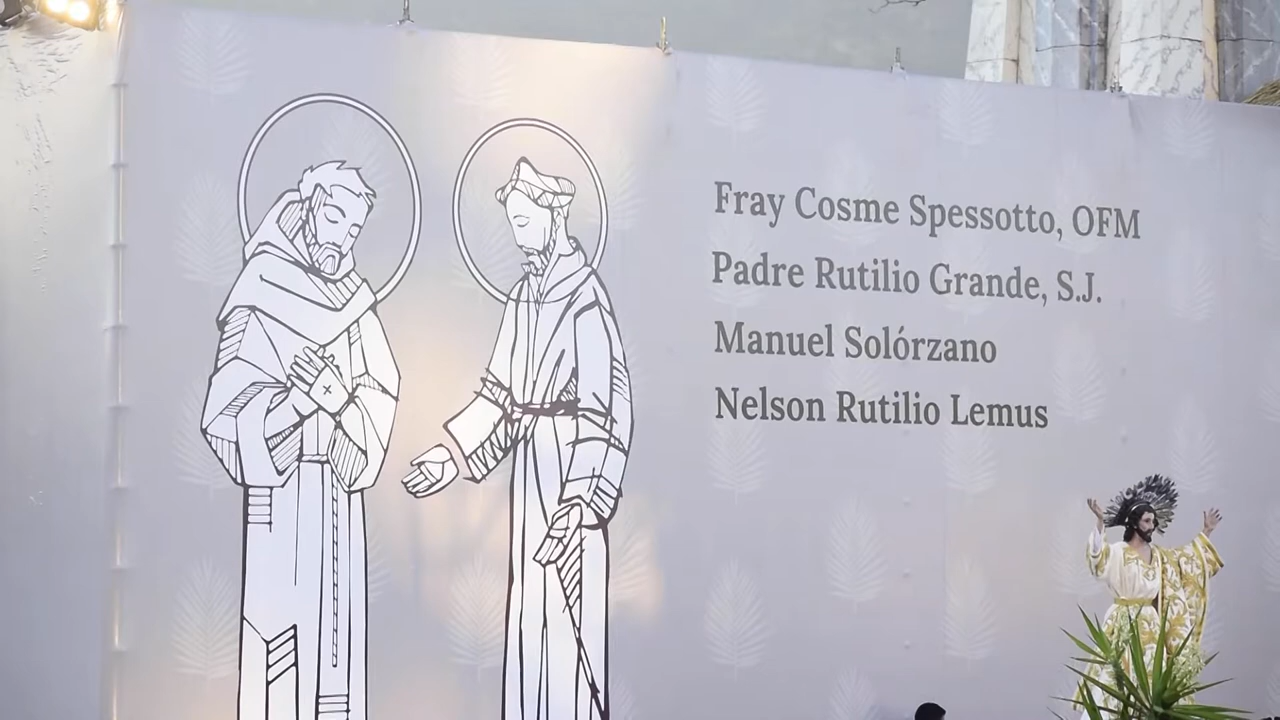 Fray Cosme Spessotto, OFM
Padre Rutilio Grande, S.J.
Manuel Solórzano
Nelson Rutilio Lemus